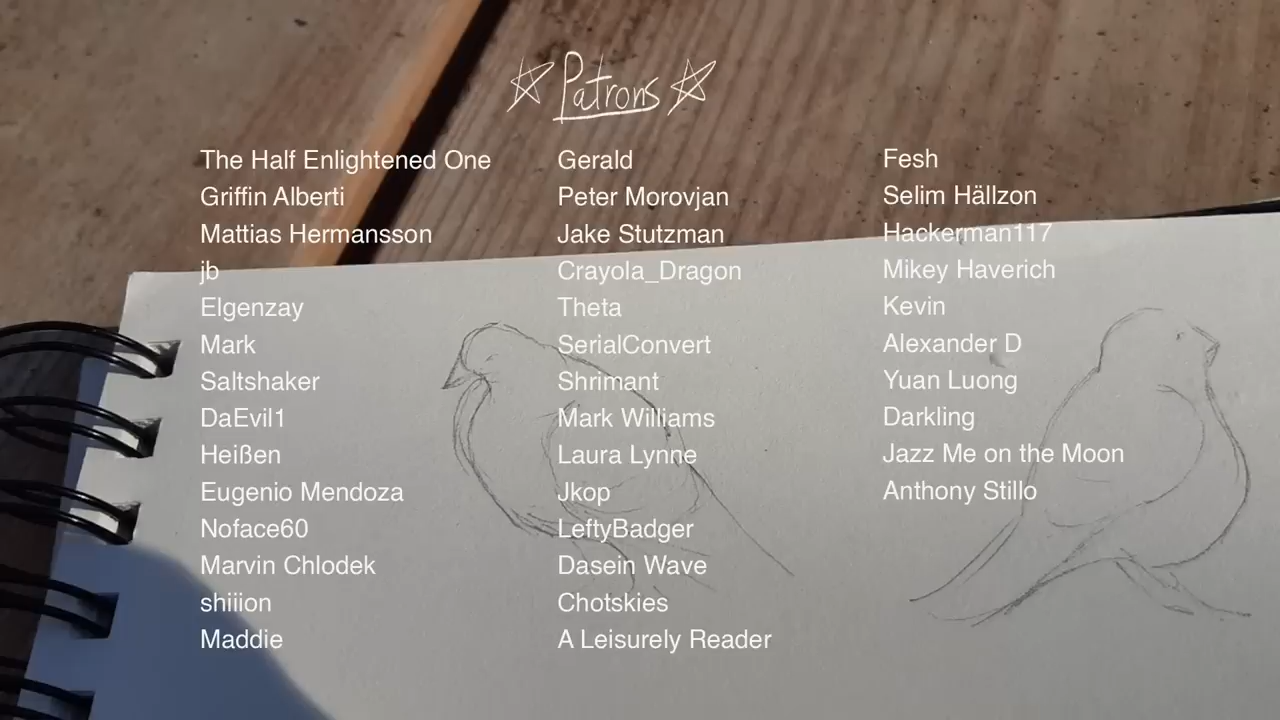 Patrons
The Half Enlightened One
Griffin Alberti
Mattias Hermansson
jb
Elgenzay
Mark
Saltshaker
DaEvil1
Heißen
Eugenio Mendoza
Noface60
Marvin Chlodek
shiiion
Maddie
Gerald
Peter Morovjan
Jake Stutzman
Crayola_Dragon
Theta
SerialConvert
Shrimant
Mark Williams
Laura Lynne
Jkop
LeftyBadger
Dasein Wave
Chotskies
A Leisurely Reader
Fesh
Selim Hällzon
Hackerman117
Mikey Haverich
Kevin
Alexander D
Yuan Luong
Darkling
Jazz Me on the Moon
Anthony Stillo